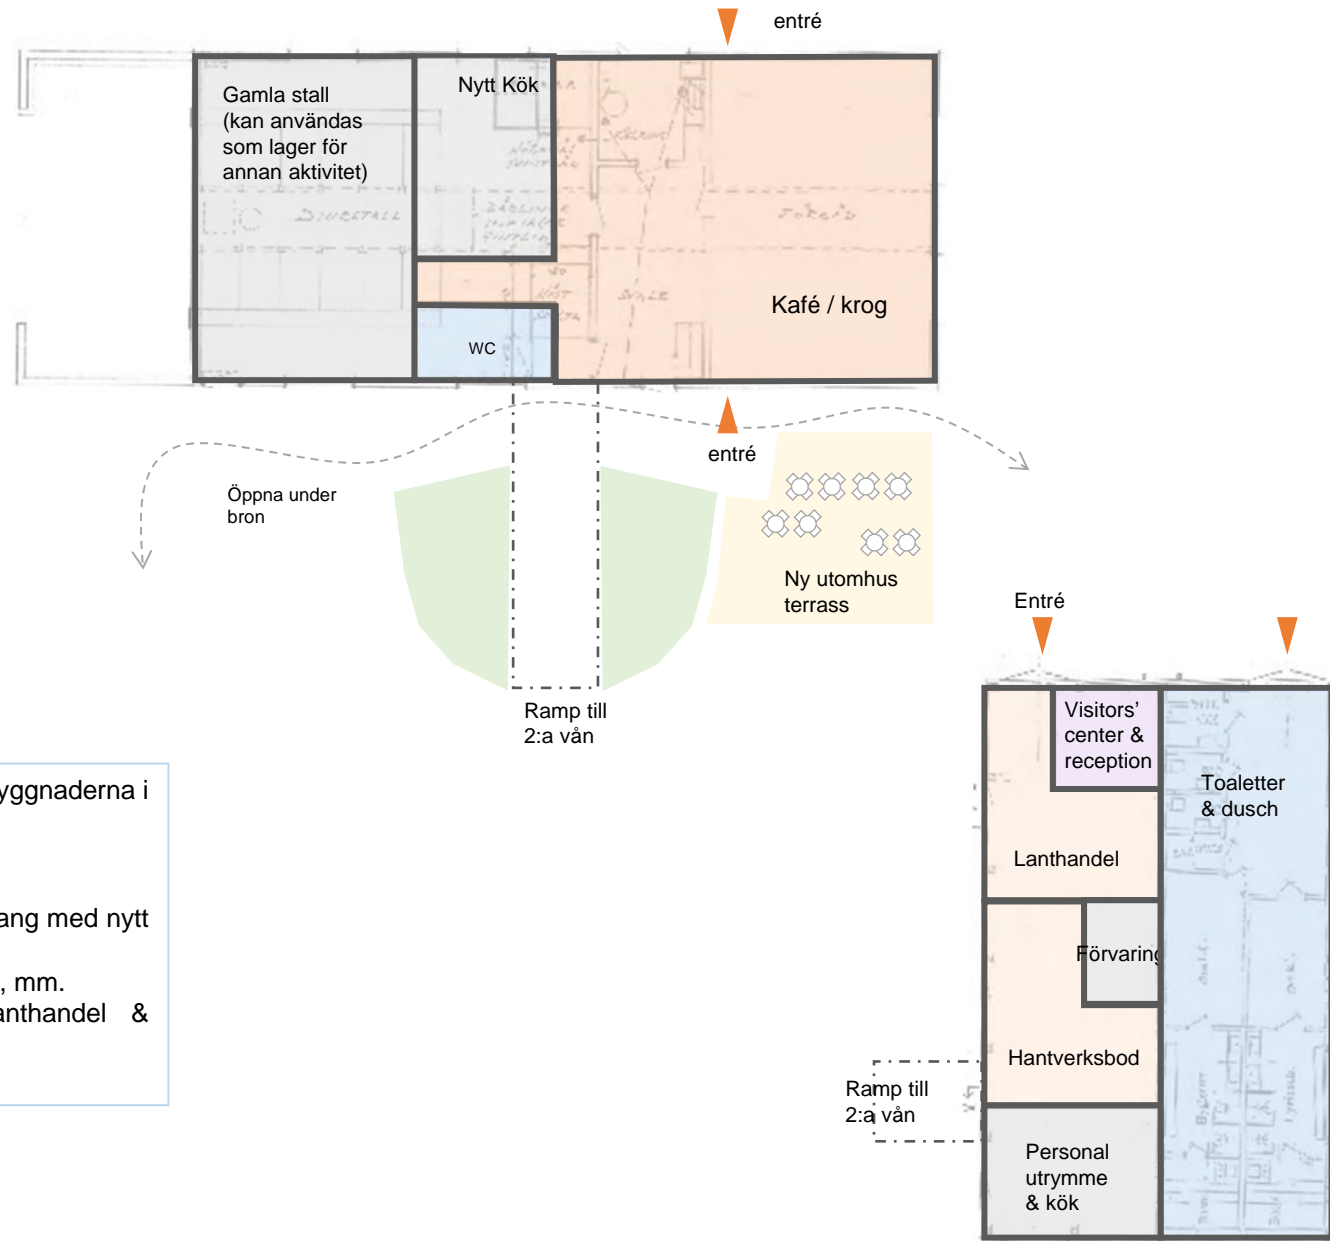 entré
Gamla stall
(kan användas
som lager för
annan aktivitet)
Nytt Kök
DJURSTALL
FÖRRÅD
Kafé / krog
WC
entré
Öppna under
bron
Ny utomhus
terrass
Ramp till
2:a vån
Entré
Visitors’
center &
reception
Toaletter
& dusch
Lanthandel
Förvaring
Hantverksbod
Ramp till
2:a vån
Personal
utrymme
& kök
yggnaderna i
ang med nytt
, mm.
anthandel &